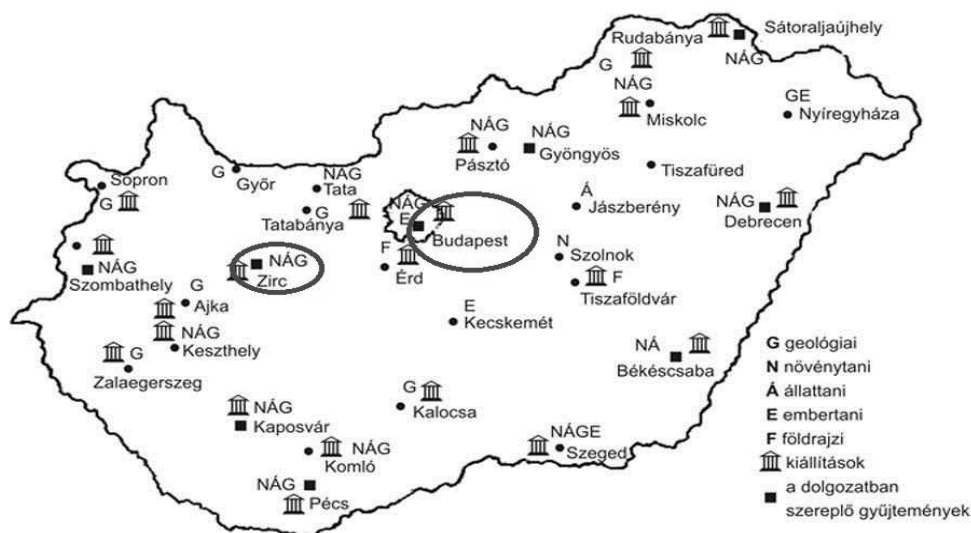 Sátoraljaújhely
Rudabánya
NÁG
G
NÁG
Miskolc
GE
Nyíregyháza
NÁG
Pásztó
NÁG
Gyöngyös
Tiszafüred
G
Győr
NÁG
Tata
Sopron
G
G
Tatabánya
NÁG
E
Budapest
Á
Jászberény
NÁG
Debrecen
NÁG
Szombathely
NÁG
Zirc
F
Érd
N
Szolnok
F
Tiszaföldvár
G
Ajka
E
Kecskemét
NÁG
Keszthely
G
Zalaegerszeg
NÁ
Békéscsaba
NÁG
Kaposvár
G
Kalocsa
NÁG
Komló
NÁGE
Szeged
NÁG
Pécs
G geológiai
N növénytani
Á állattani
E embertani
F földrajzi
kiállítások
a dolgozatban
szereplő gyűjtemények